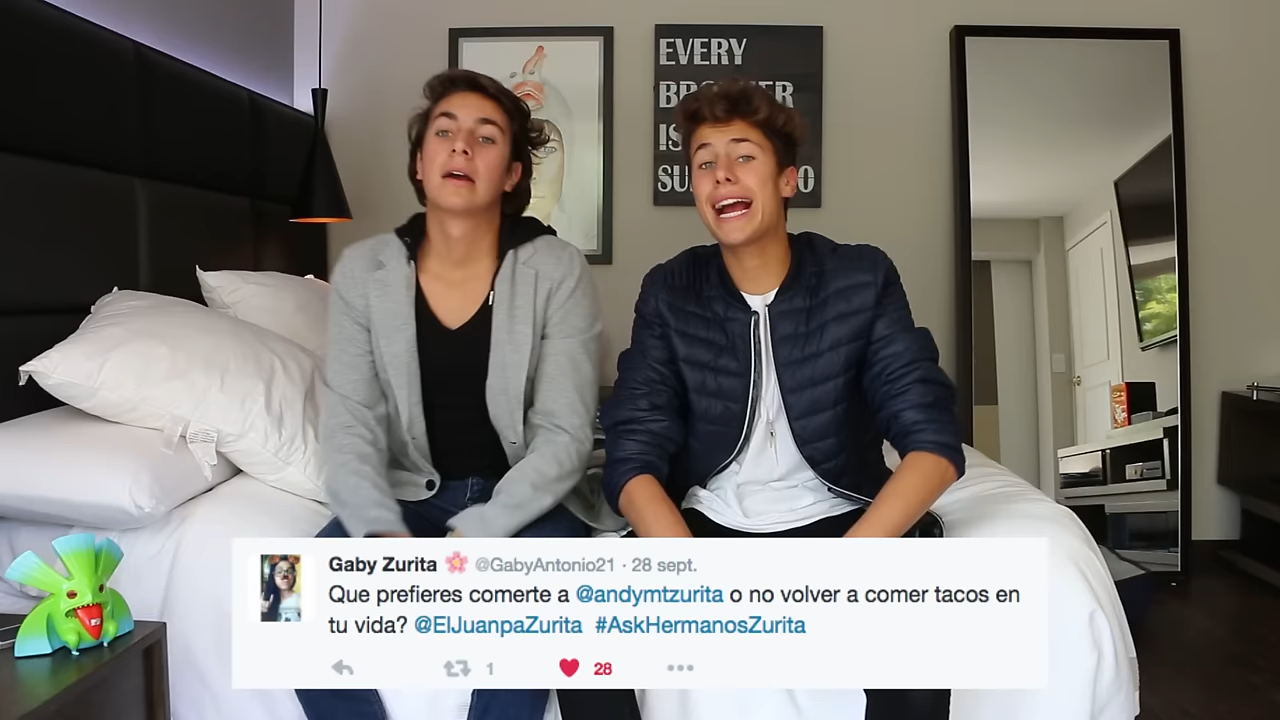 EVERY
IS
Gaby Zurita 🌸 @GabyAntonio21 · 28 sept.
Que prefieres comerte a @andymtzurita o no volver a comer tacos en
tu vida? @ElJuanpaZurita #AskHermanosZurita
1 28